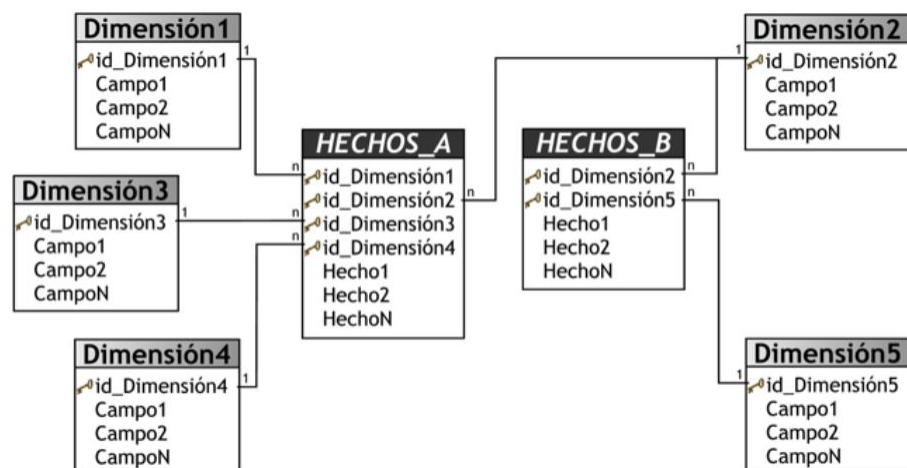 Dimensión1
id_Dimensión1
Campo1
Campo2
CampoN
Dimensión3
id_Dimensión3
Campo1
Campo2
CampoN
Dimensión4
id_Dimensión4
Campo1
Campo2
CampoN
HECHOS_A
id_Dimensión1
id_Dimensión2
id_Dimensión3
id_Dimensión4
Hecho1
Hecho2
HechoN
HECHOS_B
id_Dimensión2
id_Dimensión5
Hecho1
Hecho2
HechoN
Dimensión2
id_Dimensión2
Campo1
Campo2
CampoN
Dimensión5
id_Dimensión5
Campo1
Campo2
CampoN
1
n
1
n
1
n
n
1
n
n
1